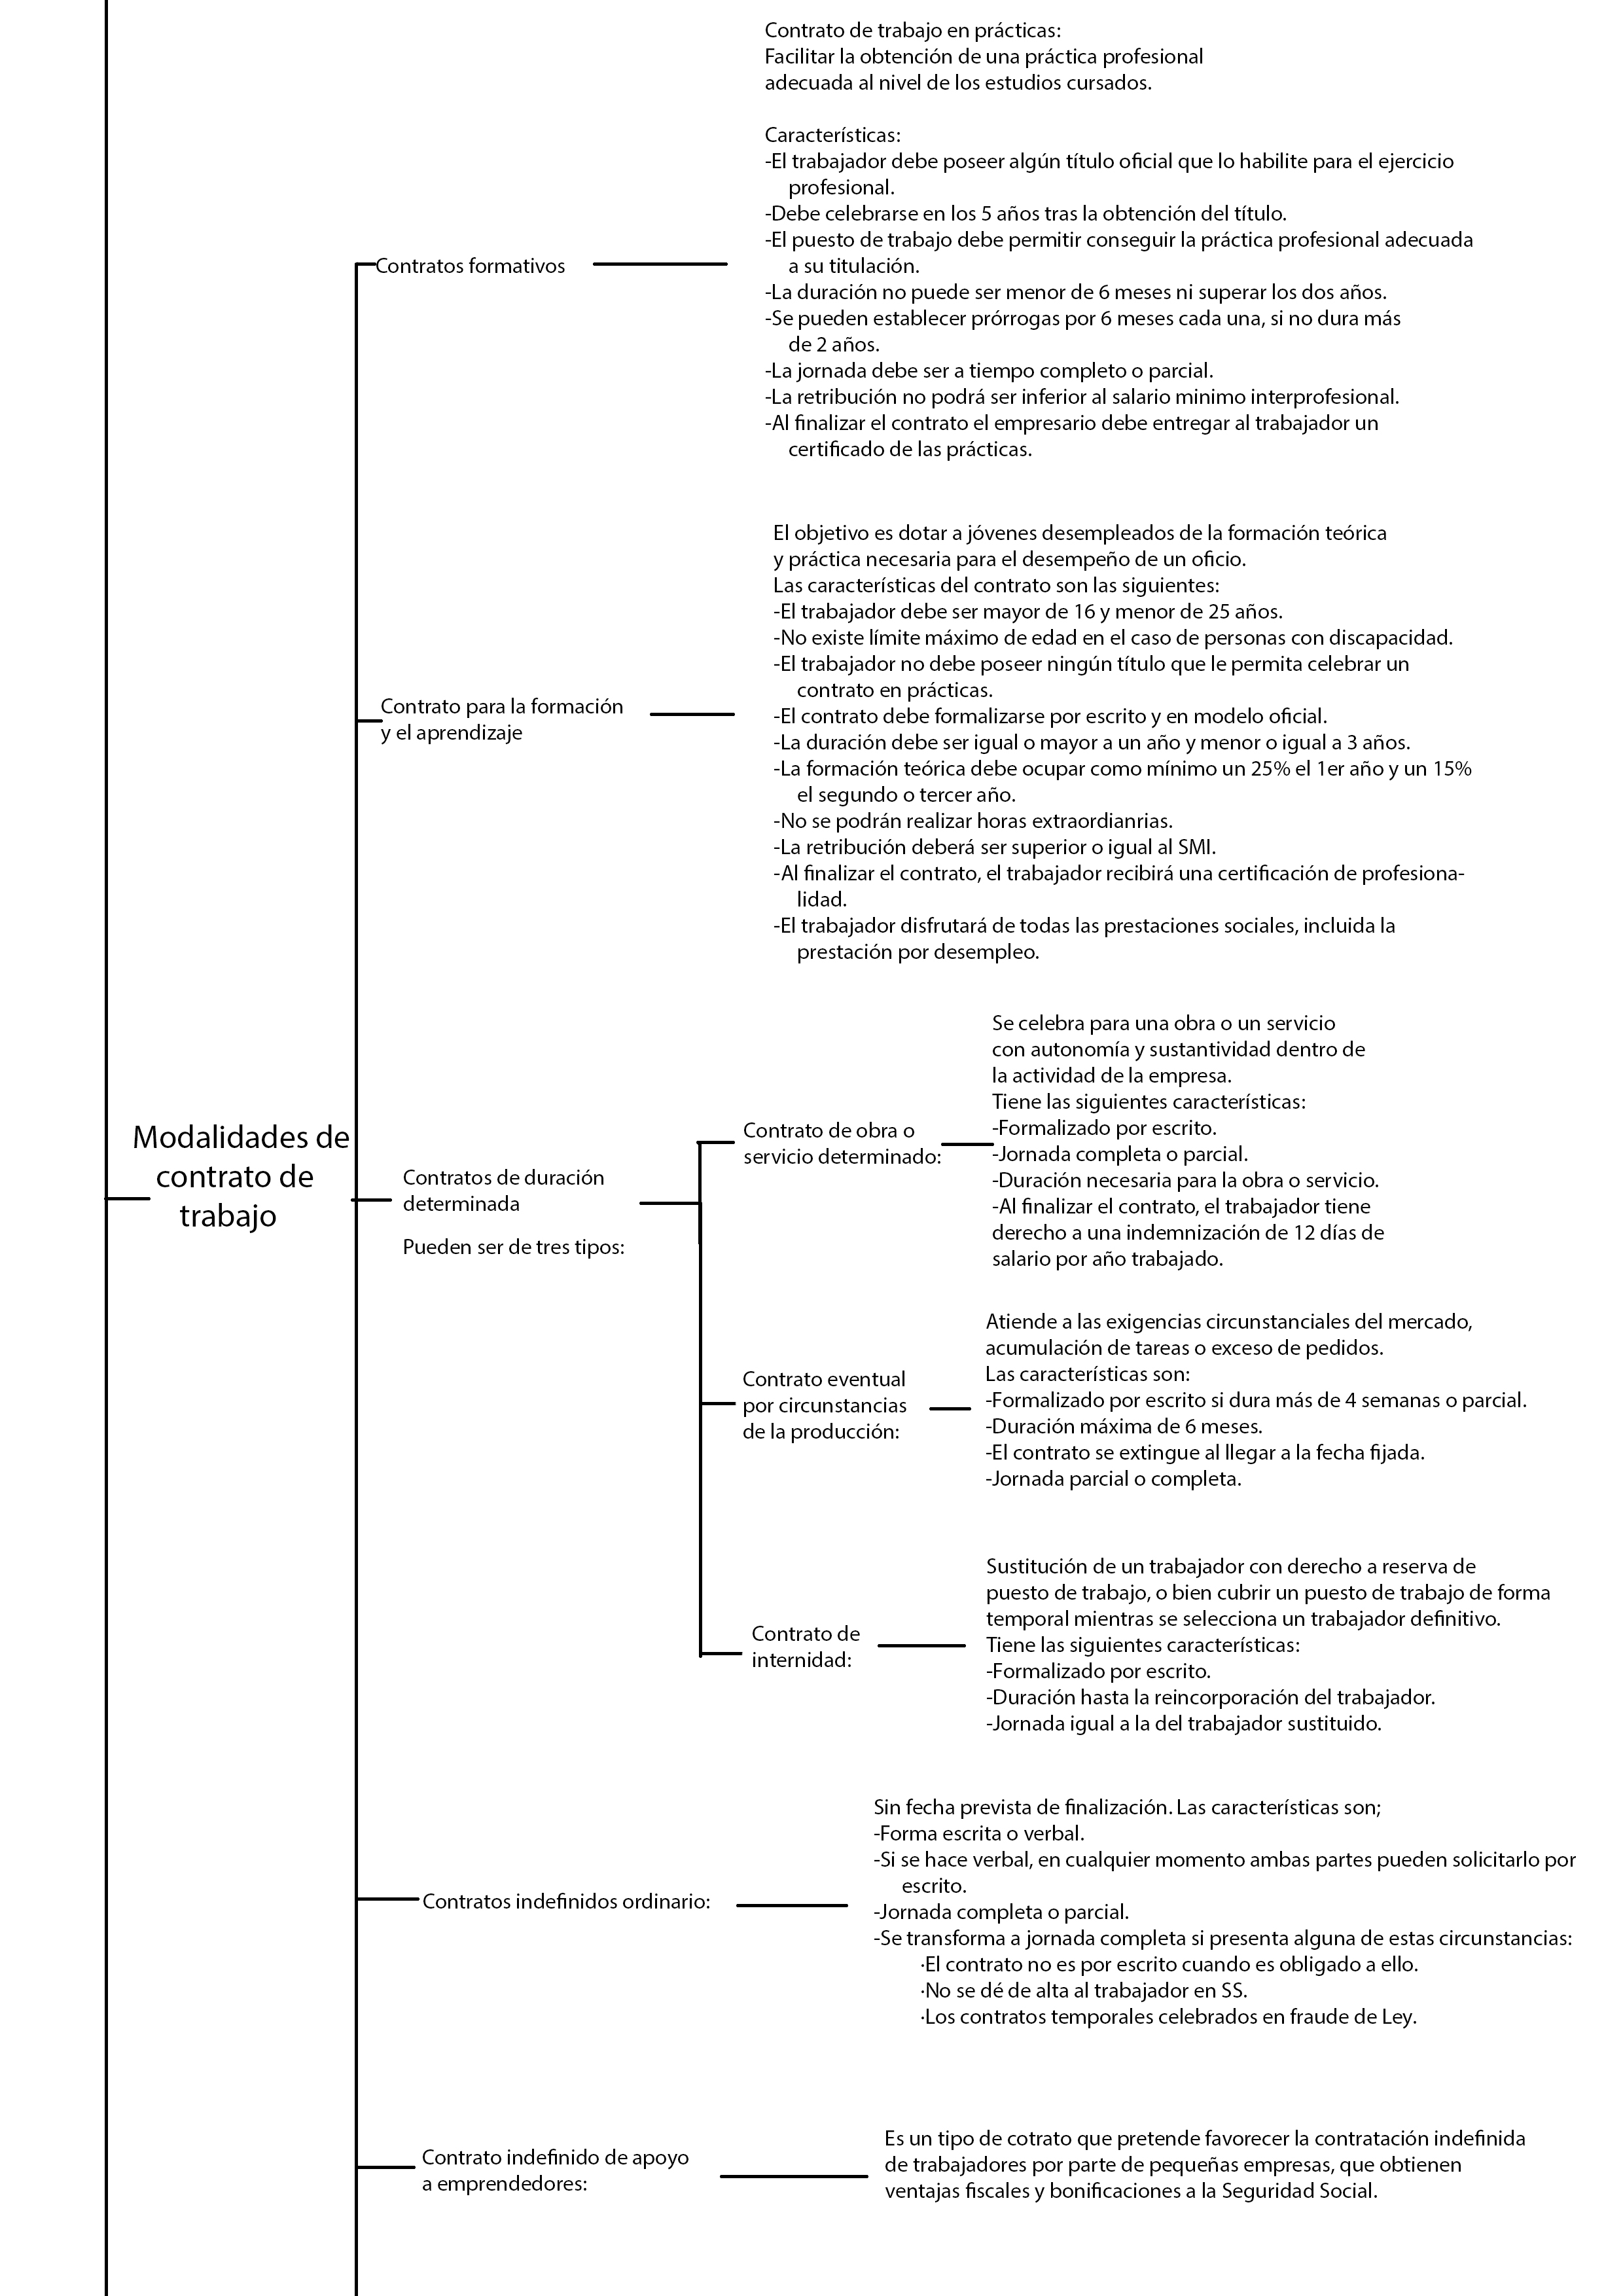 Modalidades de
contrato de
trabajo
Contratos formativos
Contrato de trabajo en prácticas:
Facilitar la obtención de una práctica profesional
adecuada al nivel de los estudios cursados.
Características:
-El trabajador debe poseer algún título oficial que lo habilite para el ejercicio
profesional.
-Debe celebrarse en los 5 años tras la obtención del título.
-El puesto de trabajo debe permitir conseguir la práctica profesional adecuada
a su titulación.
-La duración no puede ser menor de 6 meses ni superar los dos años.
-Se pueden establecer prórrogas por 6 meses cada una, si no dura más
de 2 años.
-La jornada debe ser a tiempo completo o parcial.
-La retribución no podrá ser inferior al salario minimo interprofesional.
-Al finalizar el contrato el empresario debe entregar al trabajador un
certificado de las prácticas.
Contrato para la formación
y el aprendizaje
El objetivo es dotar a jóvenes desempleados de la formación teórica
y práctica necesaria para el desempeño de un oficio.
Las características del contrato son las siguientes:
-El trabajador debe ser mayor de 16 y menor de 25 años.
-No existe límite máximo de edad en el caso de personas con discapacidad.
-El trabajador no debe poseer ningún título que le permita celebrar un
contrato en prácticas.
-El contrato debe formalizarse por escrito y en modelo oficial.
-La duración debe ser igual o mayor a un año y menor o igual a 3 años.
-La formación teórica debe ocupar como mínimo un 25% el 1er año y un 15%
el segundo o tercer año.
-No se podrán realizar horas extraordianrias.
-La retribución deberá ser superior o igual al SMI.
-Al finalizar el contrato, el trabajador recibirá una certificación de profesiona-
lidad.
-El trabajador disfrutará de todas las prestaciones sociales, incluida la
prestación por desempleo.
Contratos de duración
determinada
Pueden ser de tres tipos:
Contrato de obra o
servicio determinado:
Se celebra para una obra o un servicio
con autonomía y sustantividad dentro de
la actividad de la empresa.
Tiene las siguientes características:
-Formalizado por escrito.
-Jornada completa o parcial.
-Duración necesaria para la obra o servicio.
-Al finalizar el contrato, el trabajador tiene
derecho a una indemnización de 12 días de
salario por año trabajado.
Contrato eventual
por circunstancias
de la producción:
Atiende a las exigencias circunstanciales del mercado,
acumulación de tareas o exceso de pedidos.
Las características son:
-Formalizado por escrito si dura más de 4 semanas o parcial.
-Duración máxima de 6 meses.
-El contrato se extingue al llegar a la fecha fijada.
-Jornada parcial o completa.
Contrato de
internidad:
Sustitución de un trabajador con derecho a reserva de
puesto de trabajo, o bien cubrir un puesto de trabajo de forma
temporal mientras se selecciona un trabajador definitivo.
Tiene las siguientes características:
-Formalizado por escrito.
-Duración hasta la reincorporación del trabajador.
-Jornada igual a la del trabajador sustituido.
Contratos indefinidos ordinario:
Sin fecha prevista de finalización. Las características son;
-Forma escrita o verbal.
-Si se hace verbal, en cualquier momento ambas partes pueden solicitarlo por
escrito.
-Jornada completa o parcial.
-Se transforma a jornada completa si presenta alguna de estas circunstancias:
·El contrato no es por escrito cuando es obligado a ello.
·No se dé de alta al trabajador en SS.
·Los contratos temporales celebrados en fraude de Ley.
Contrato indefinido de apoyo
a emprendedores:
Es un tipo de cotrato que pretende favorecer la contratación indefinida
de trabajadores por parte de pequeñas empresas, que obtienen
ventajas fiscales y bonificaciones a la Seguridad Social.